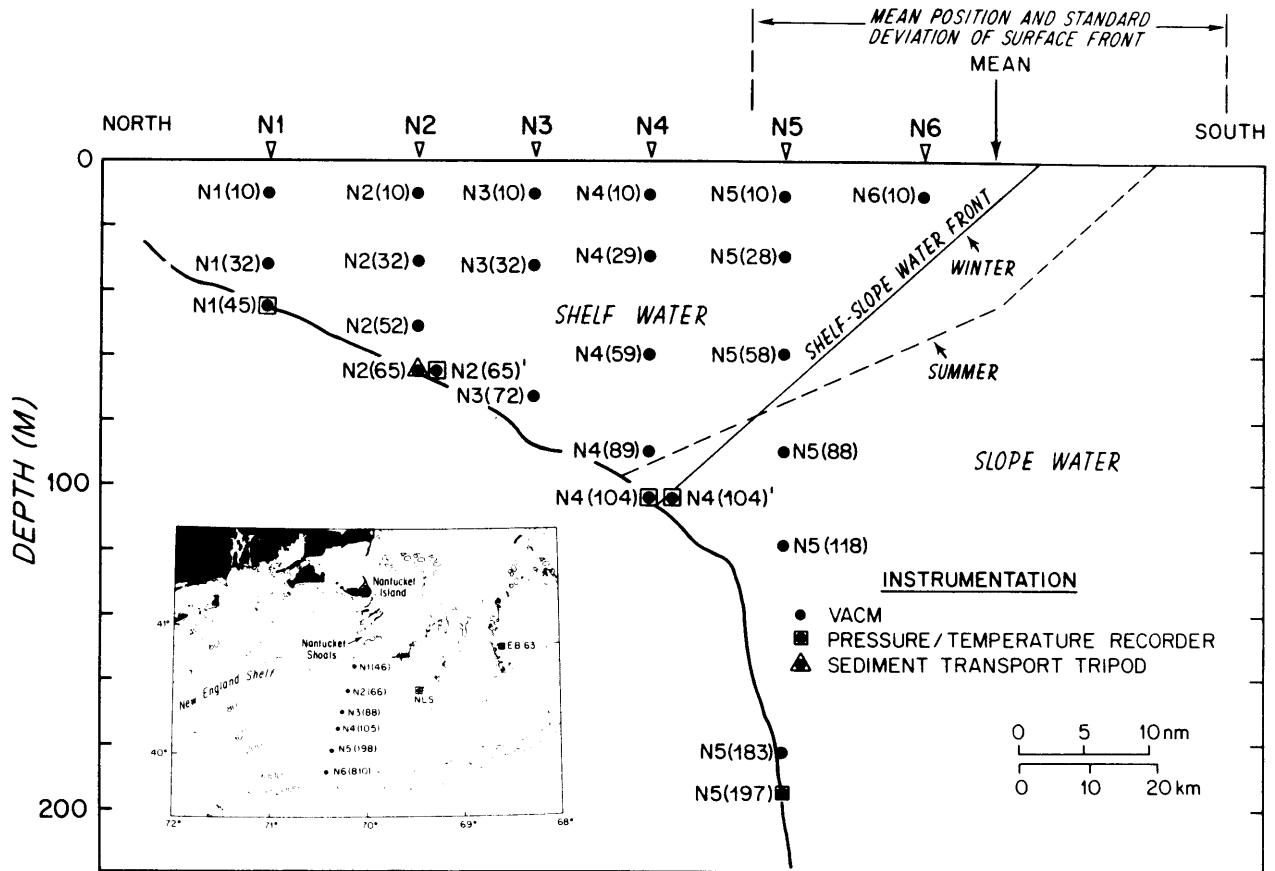 MEAN POSITION AND STANDARD
DEVIATION OF SURFACE FRONT
MEAN
NORTH
N1
N2
N3
N4
N5
N6
SOUTH
0
N1(10)
N2(10)
N3(10)
N4(10)
N5(10)
N6(10)
N1(32)
N2(32)
N3(32)
N4(29)
N5(28)
SHELF-SLOPE WATER FRONT
WINTER
N1(45)
SHELF WATER
N2(52)
N4(59)
N5(58)
SUMMER
N2(65)
N2(65)'
N3(72)
N4(89)
N5(88)
SLOPE WATER
DEPTH (M)
100
N4(104)
N4(104)'
N5(118)
INSTRUMENTATION
VACM
PRESSURE/TEMPERATURE RECORDER
SEDIMENT TRANSPORT TRIPOD
N5(183)
N5(197)
200
0 5 10 nm
0 10 20 km
Nantucket
Island
41°
Nantucket
Shoals
EB 63
N1(46)
New England Shelf
N2(66)
NLS
N3(88)
N4(105)
40°
N5(198)
N6(810)
72° 71° 70° 69° 68°